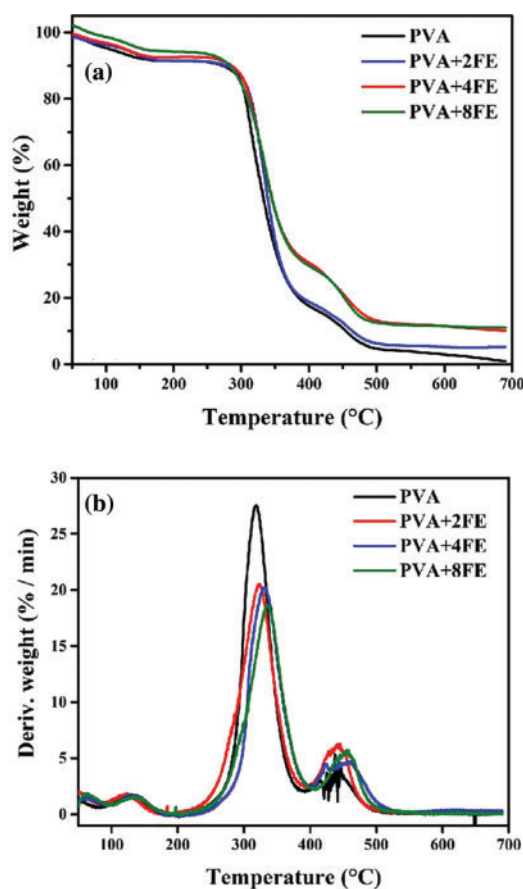 (a)
PVA
PVA+2FE
PVA+4FE
PVA+8FE
Weight (%)
100
80
60
40
20
0
100 200 300 400 500 600 700
Temperature (°C)
(b)
PVA
PVA+2FE
PVA+4FE
PVA+8FE
Deriv. weight (% / min)
30
25
20
15
10
5
0
100 200 300 400 500 600 700
Temperature (°C)